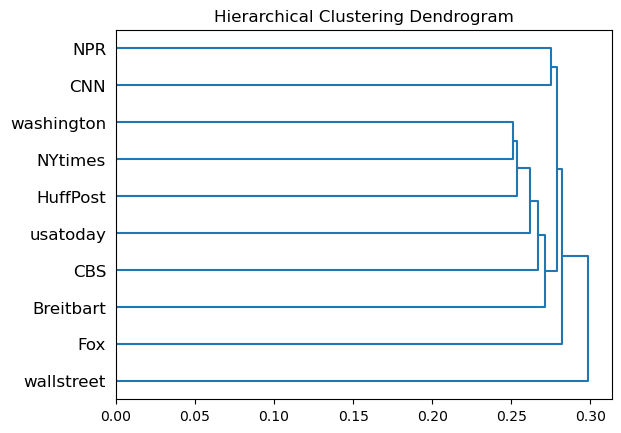 Hierarchical Clustering Dendrogram
NPR
CNN
washington
NYtimes
HuffPost
usatoday
CBS
Breitbart
Fox
wallstreet
0.00 0.05 0.10 0.15 0.20 0.25 0.30